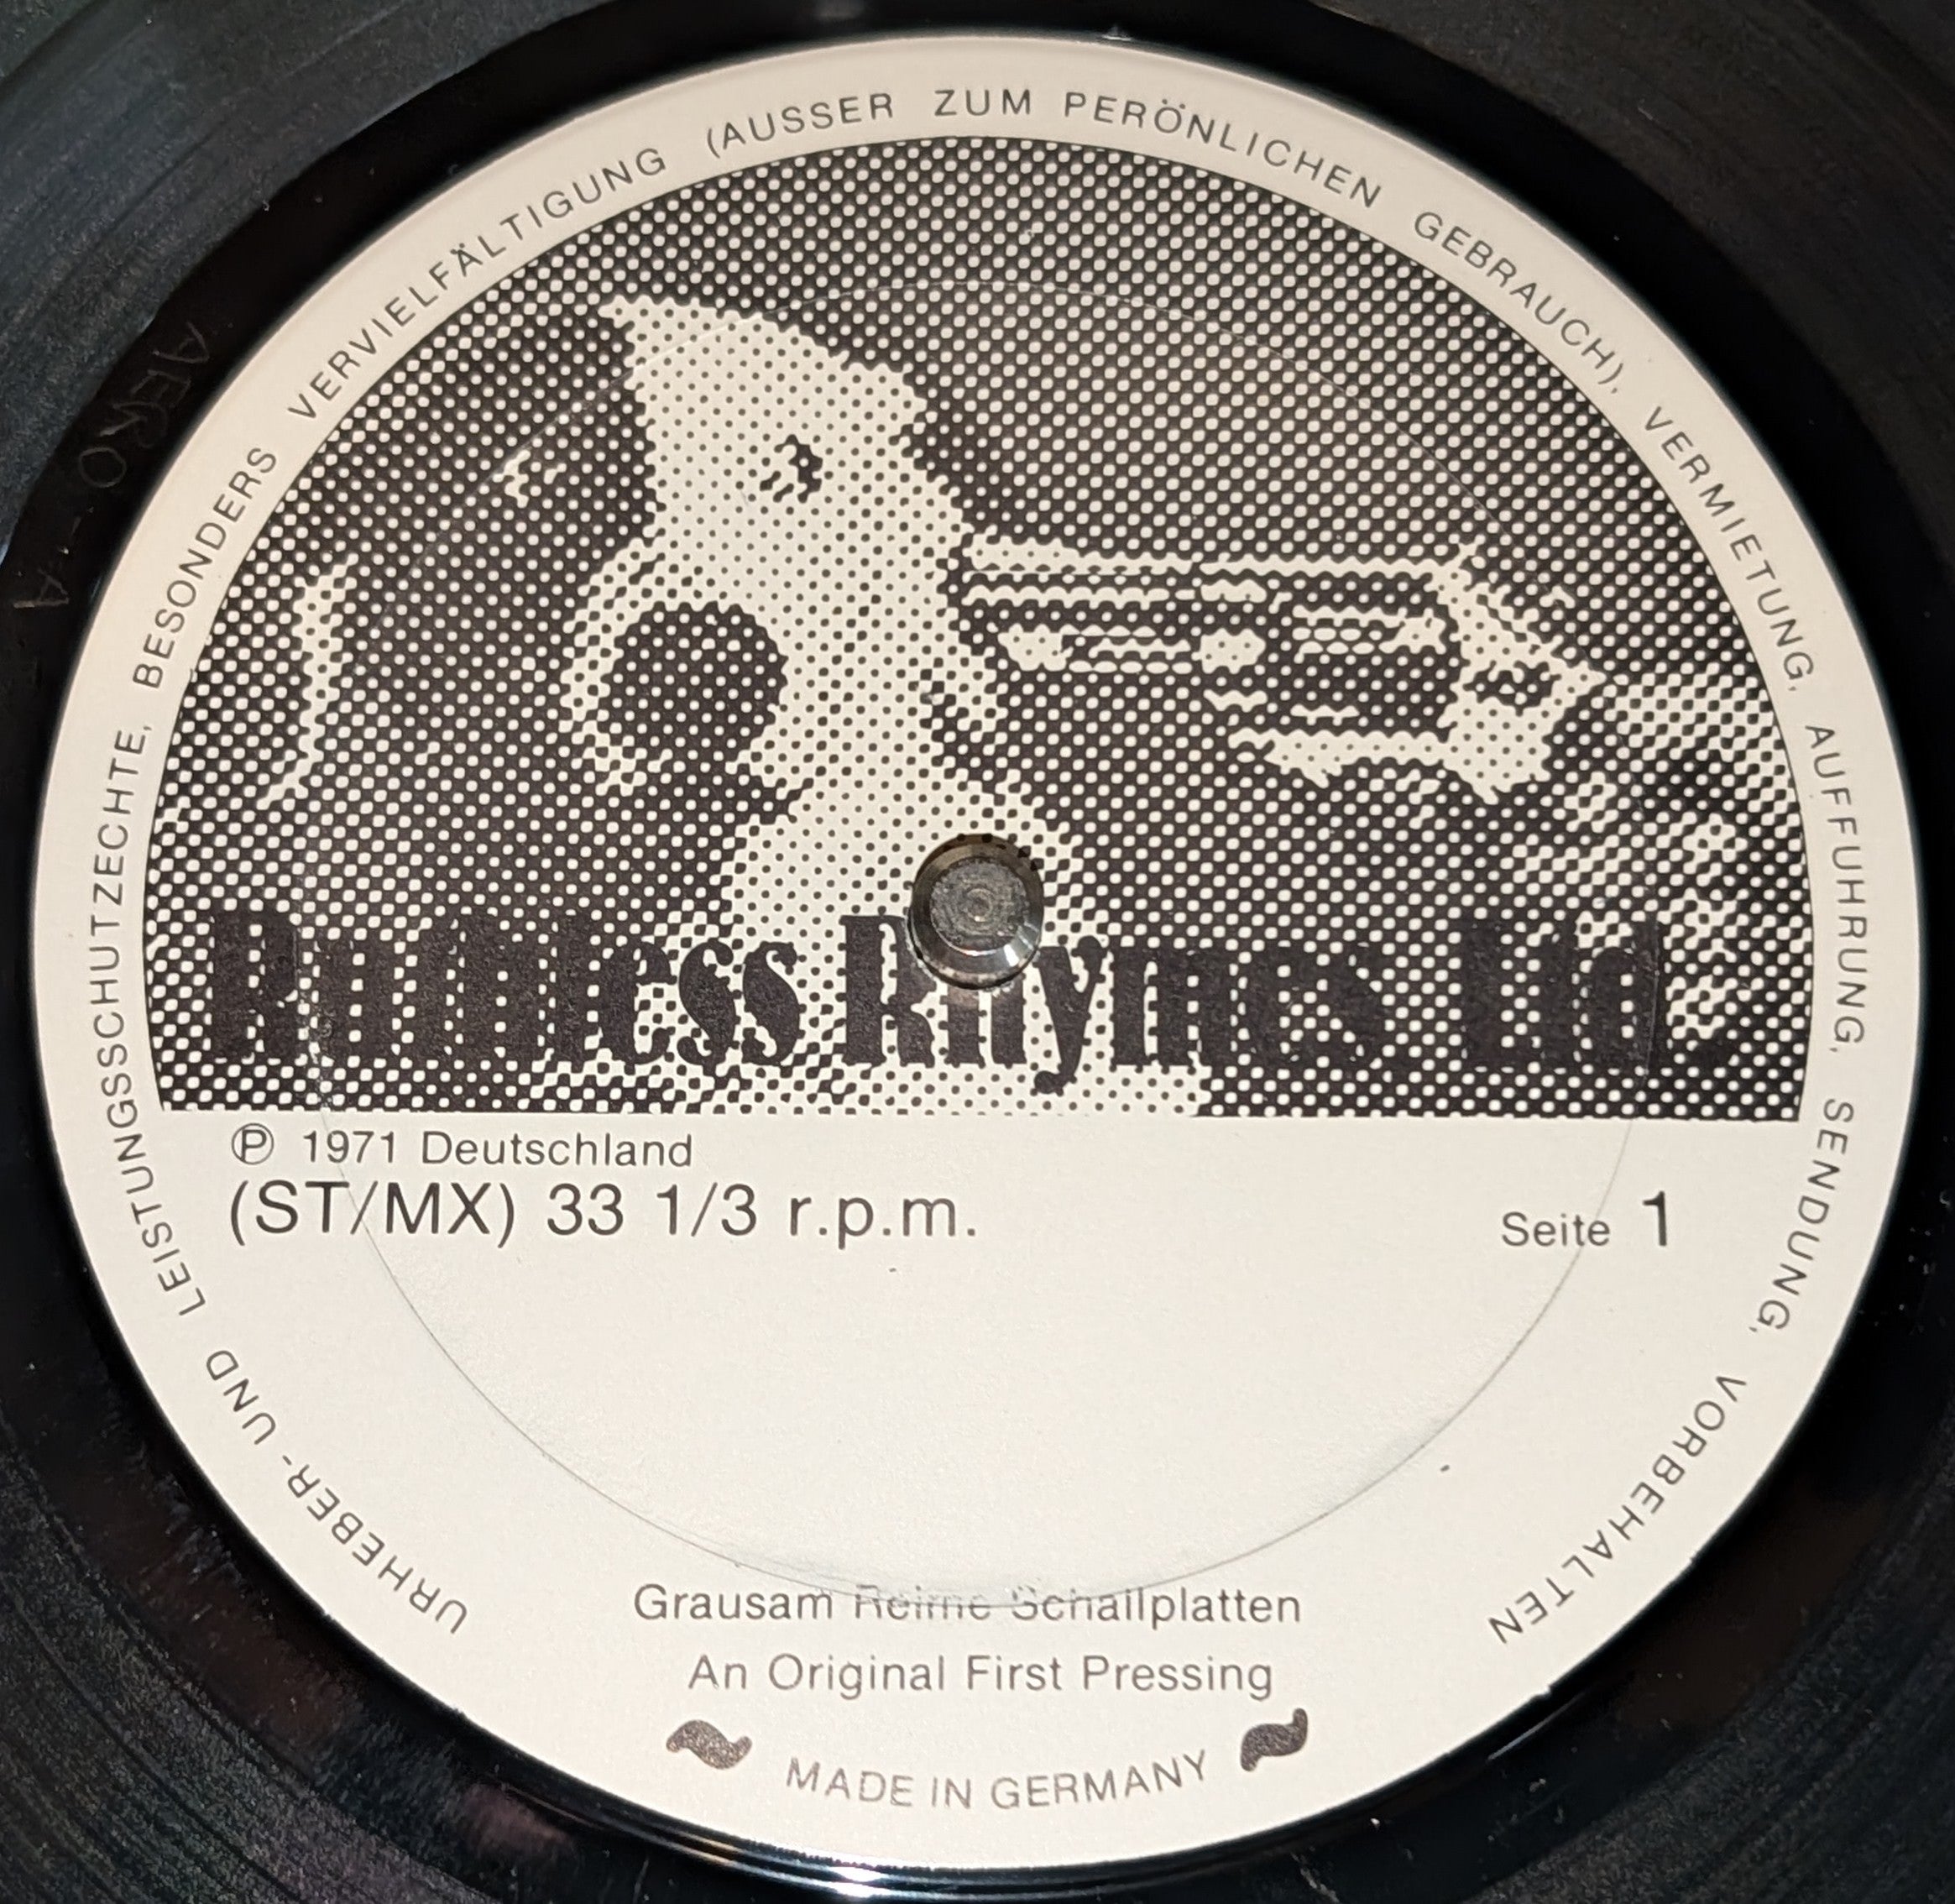 URHEBER- UND LEISTUNGSSCHUTZECHTE, BESONDERS VERVIELFÄLTIGUNG (AUSSER ZUM PERÖNLICHEN GEBRAUCH), VERMIETUNG, AUFFUHRUNG, SENDUNG, VORBEHALTEN
AERO - A
Ruthless Rhymes Ltd.
℗ 1971 Deutschland
(ST/MX) 33 1/3 r.p.m.
Seite 1
Grausam Reime Schallplatten
An Original First Pressing
~ MADE IN GERMANY ~